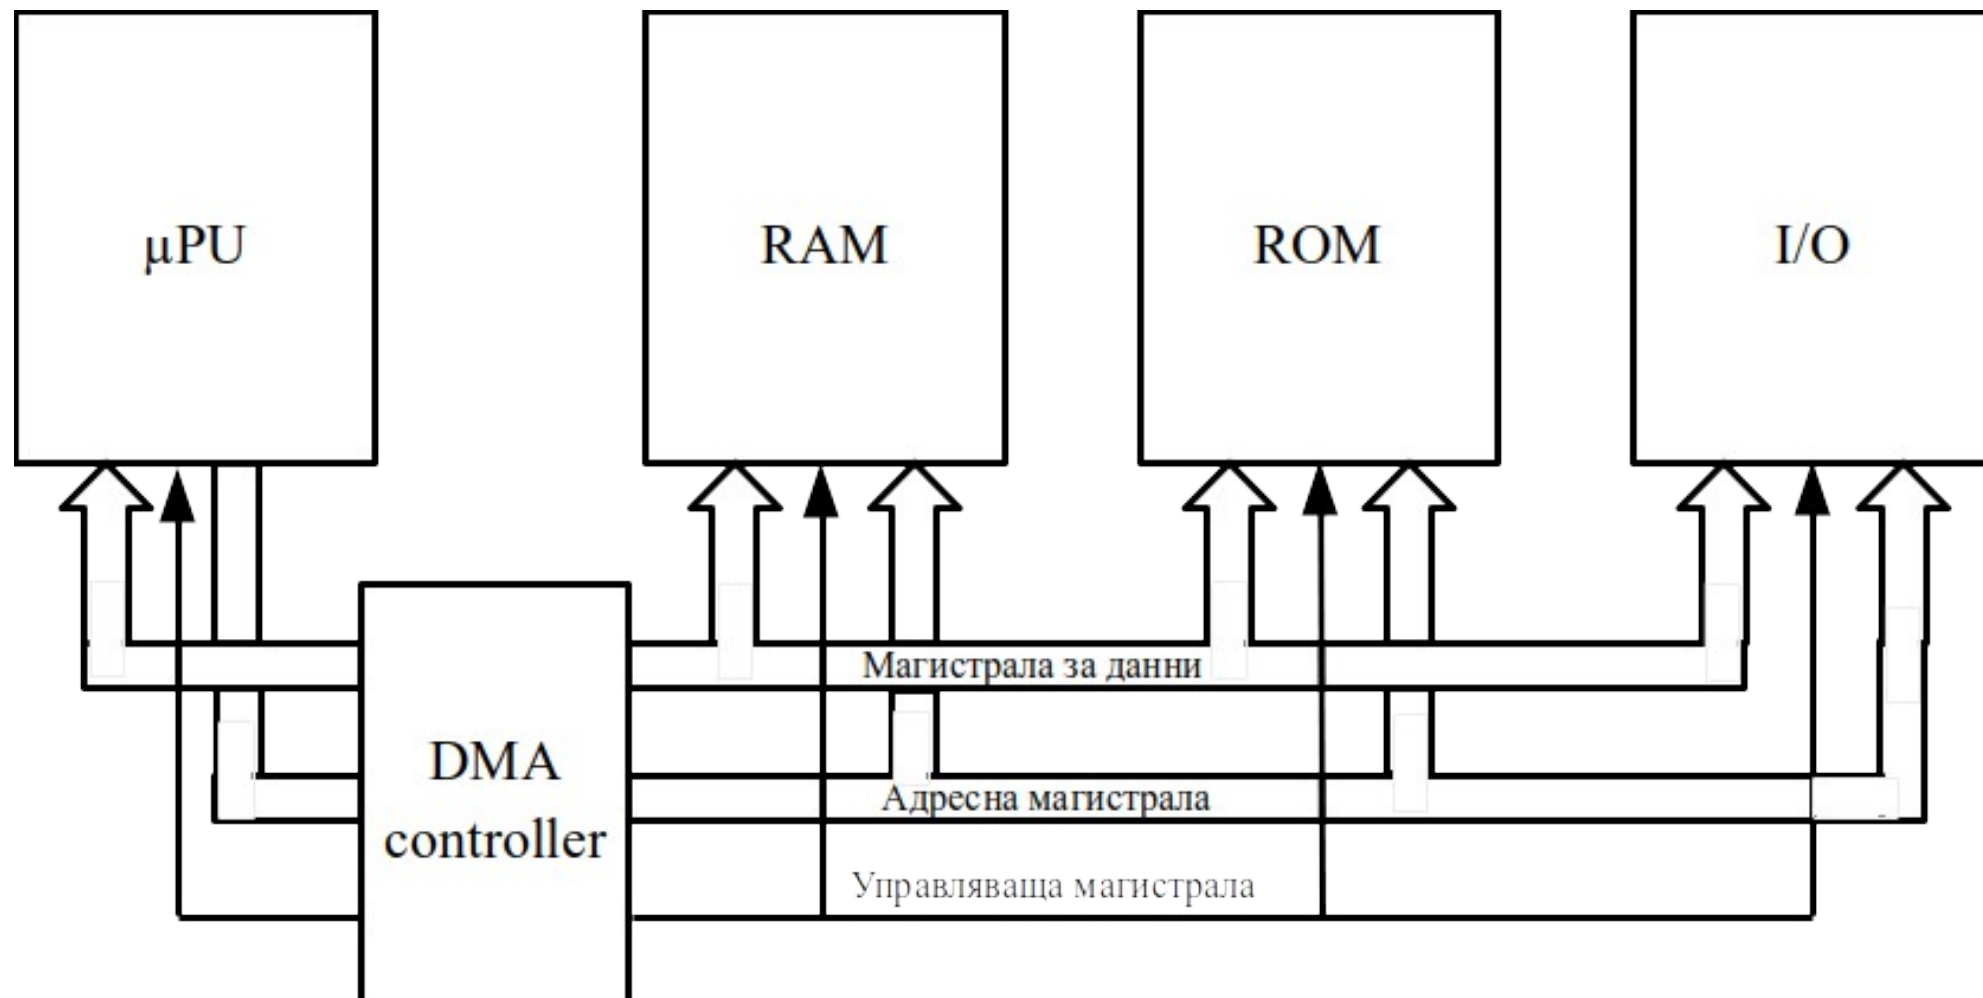 μPU
RAM
ROM
I/O
Магистрала за данни
DMA
controller
Адресна магистрала
Управляваща магистрала